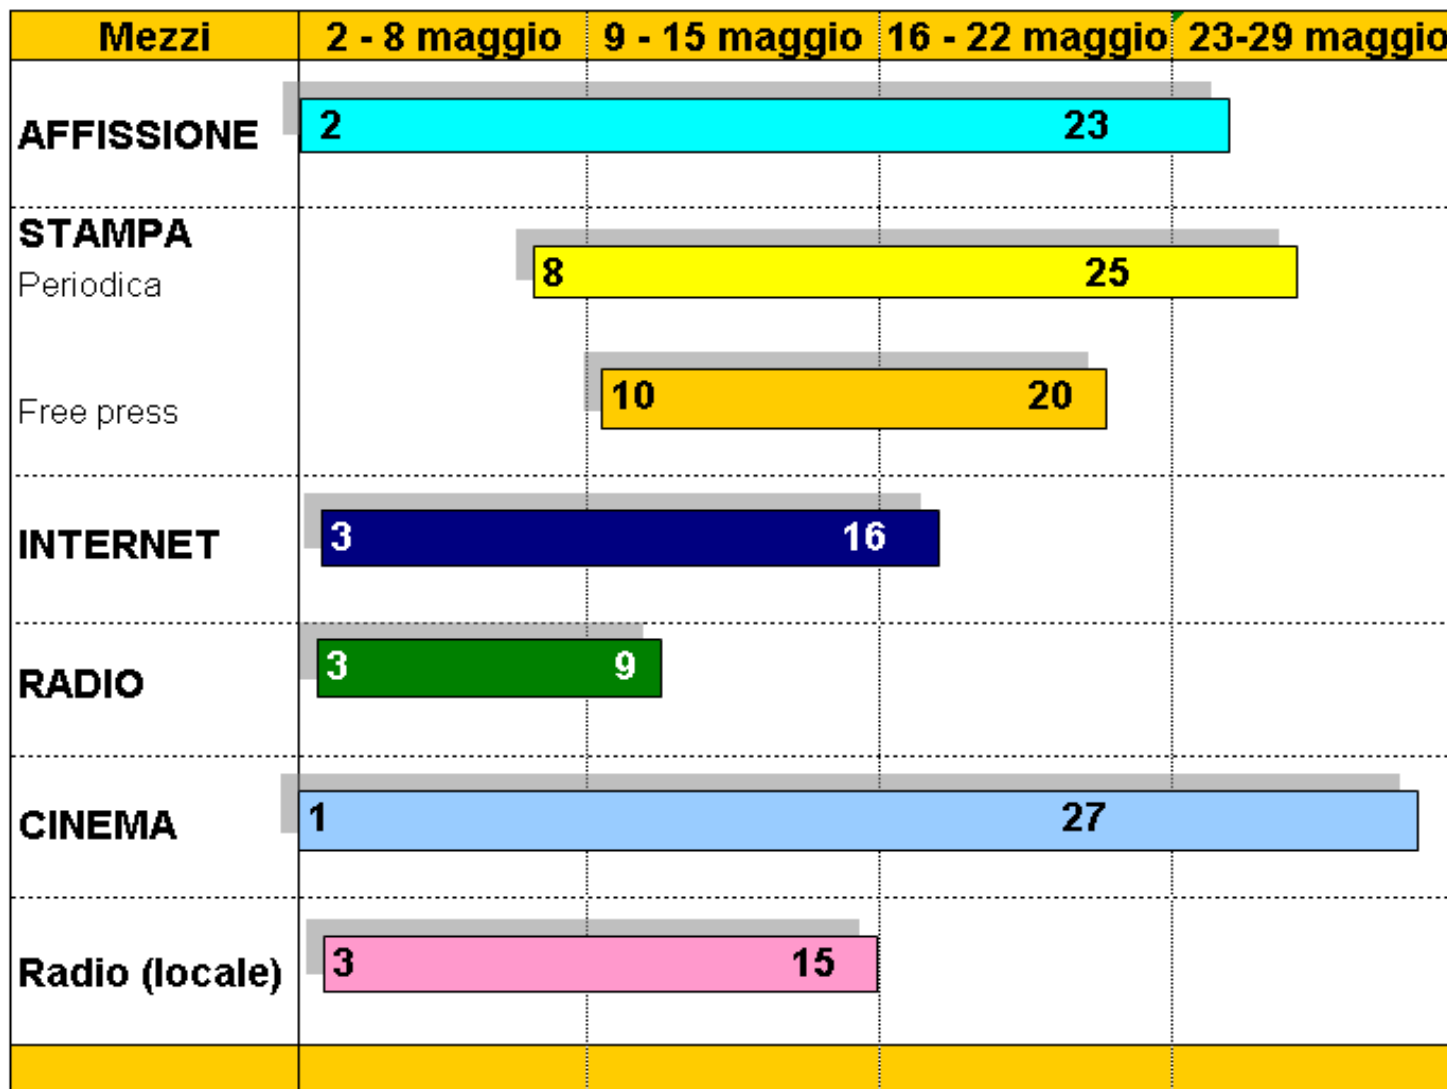 Mezzi 2 - 8 maggio 9 - 15 maggio 16 - 22 maggio 23-29 maggio
AFFISSIONE 2 23
STAMPA
Periodica 8 25
Free press 10 20
INTERNET 3 16
RADIO 3 9
CINEMA 1 27
Radio (locale) 3 15